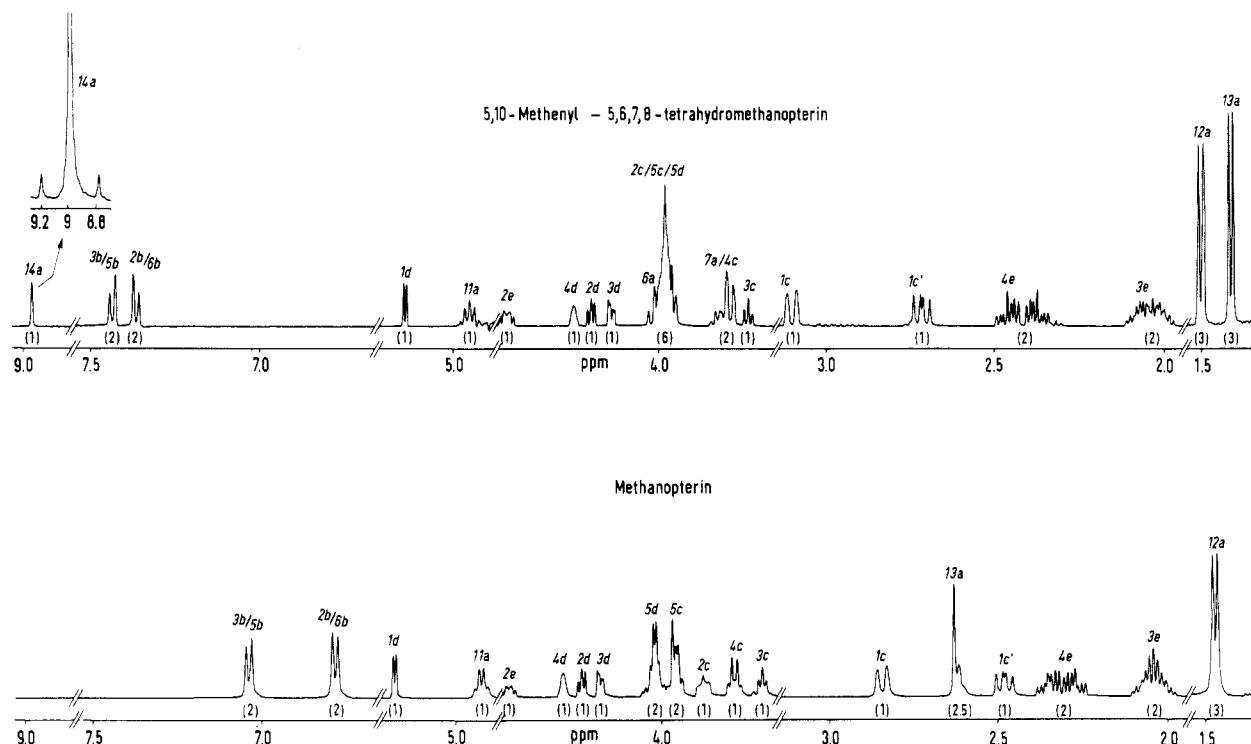 14a
5,10-Methenyl – 5,6,7,8-tetrahydromethanopterin
9.2 9 8.8
14a 3b/5b 2b/6b 1d 11a 2e 4d 2d 3d 6a 2c/5c/5d 7a/4c 3c 1c 1c' 4e 3e 12a 13a
(1) (2) (2) (1) (1) (1) (1) (1) (1) (6) (2) (1) (1) (1) (2) (2) (3) (3)
9.0 7.5 7.0 5.0 ppm 4.0 3.0 2.5 2.0 1.5 1.4
Methanopterin
3b/5b 2b/6b 1d 11a 2e 4d 2d 3d 5d 5c 2c 4c 3c 1c 13a 1c' 4e 3e 12a
(2) (2) (1) (1) (1) (1) (1) (1) (2) (2) (1) (1) (1) (1) (2.5) (1) (2) (2) (3)
9.0 7.5 7.0 5.0 ppm 4.0 3.0 2.5 2.0 1.5